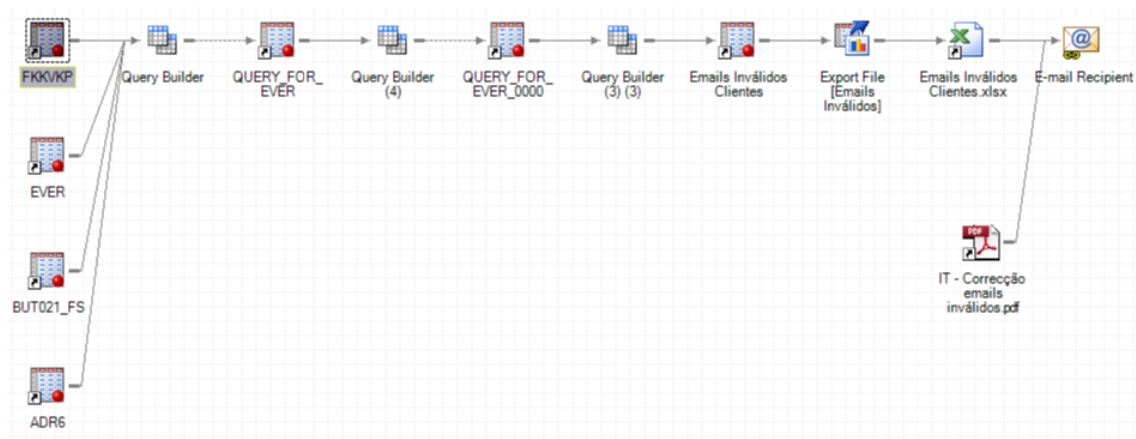 FKKVKP
Query Builder
QUERY_FOR_
EVER
Query Builder
(4)
QUERY_FOR_
EVER_0000
Query Builder
(3) (3)
Emails Inválidos
Clientes
Export File
[Emails
Inválidos]
Emails Inválidos
Clientes.xlsx
@
E-mail Recipient
EVER
BUT021_FS
PDF
IT - Correcção
emails
inválidos.pdf
ADR6